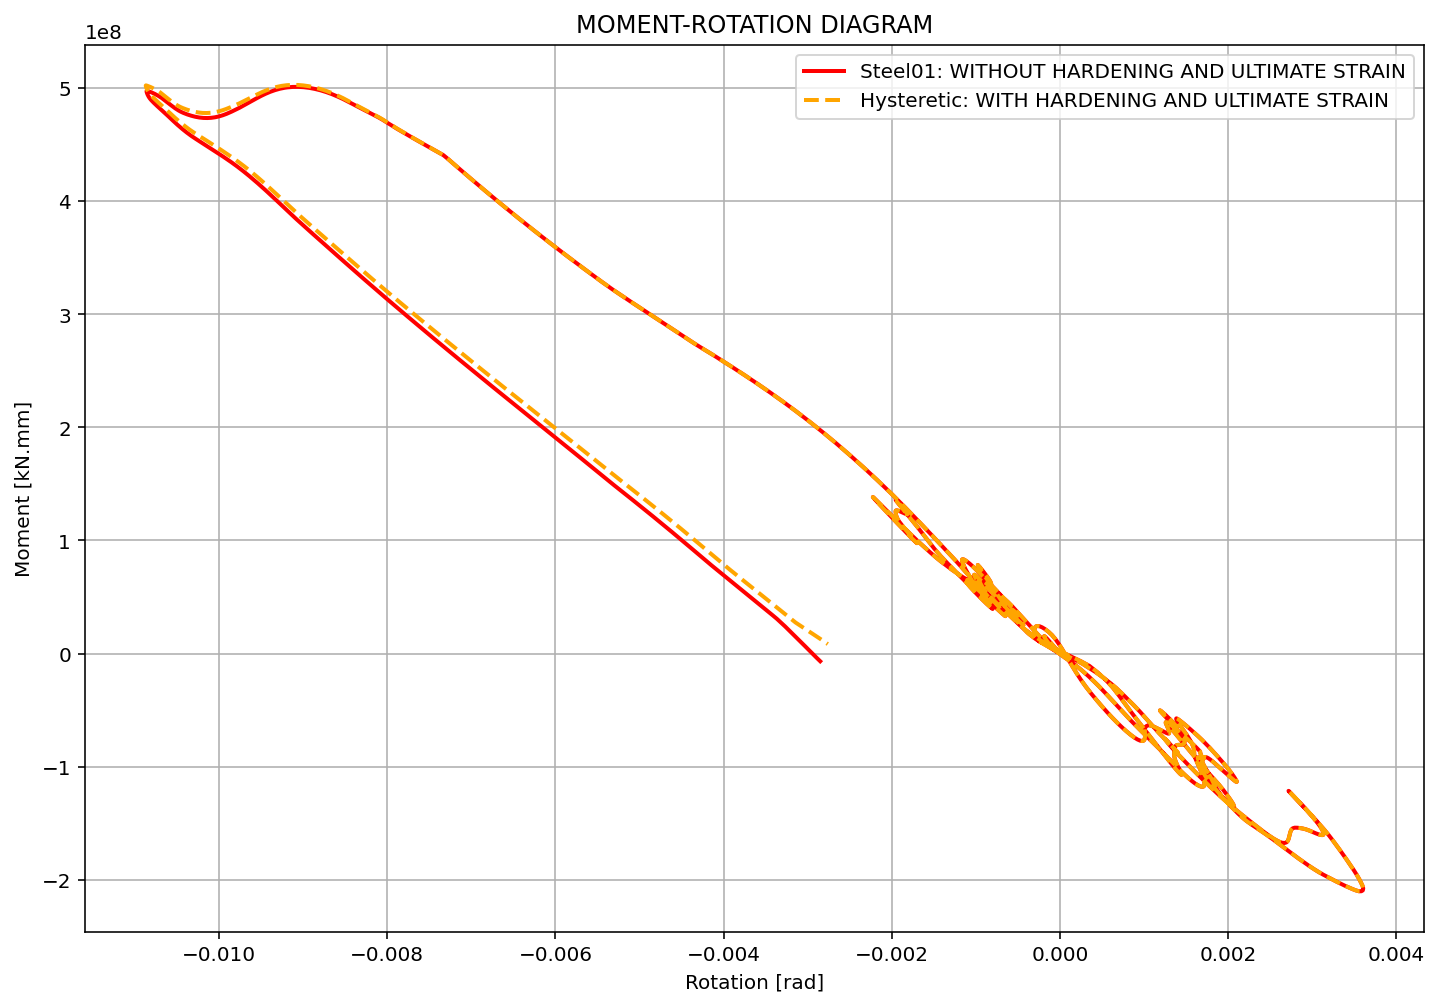 MOMENT-ROTATION DIAGRAM
1e8
Steel01: WITHOUT HARDENING AND ULTIMATE STRAIN
Hysteretic: WITH HARDENING AND ULTIMATE STRAIN
5
4
3
2
1
0
−1
−2
Moment [kN.mm]
−0.010 −0.008 −0.006 −0.004 −0.002 0.000 0.002 0.004
Rotation [rad]